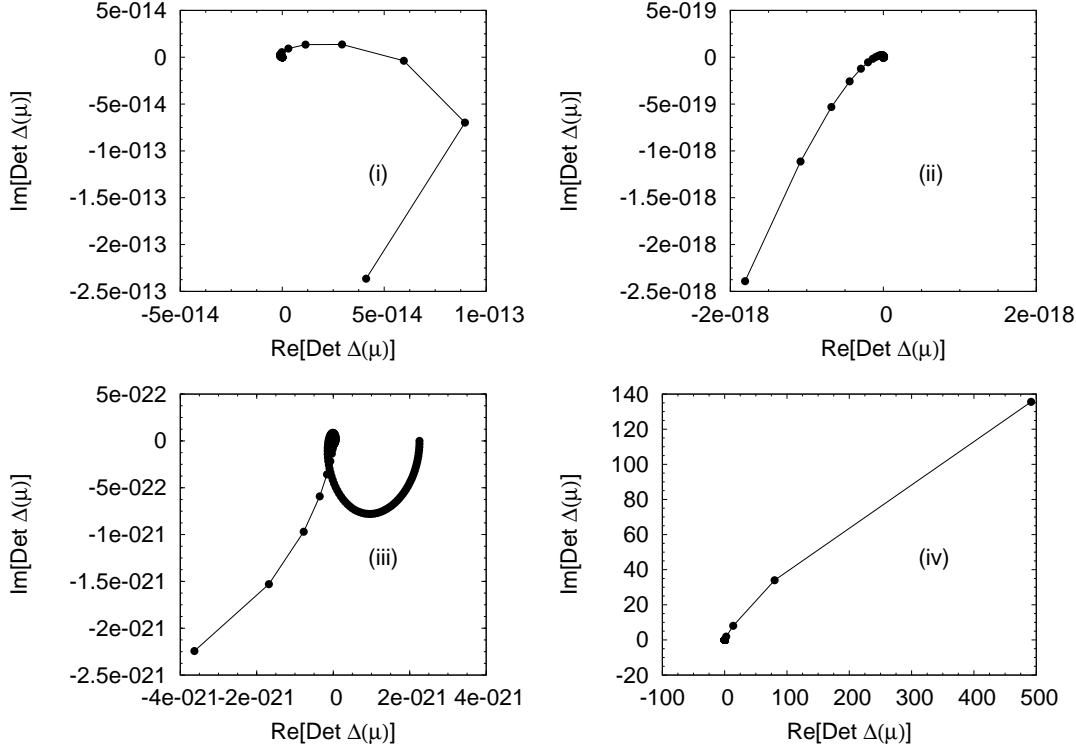 5e-014
0
-5e-014
-1e-013
-1.5e-013
-2e-013
-2.5e-013
-5e-014 0 5e-014 1e-013
Im[Det Δ(μ)]
Re[Det Δ(μ)]
(i)
5e-019
0
-5e-019
-1e-018
-1.5e-018
-2e-018
-2.5e-018
-2e-018 0 2e-018
Im[Det Δ(μ)]
Re[Det Δ(μ)]
(ii)
5e-022
0
-5e-022
-1e-021
-1.5e-021
-2e-021
-2.5e-021
-4e-021 -2e-021 0 2e-021 4e-021
Im[Det Δ(μ)]
Re[Det Δ(μ)]
(iii)
140
120
100
80
60
40
20
0
-20
-100 0 100 200 300 400 500
Im[Det Δ(μ)]
Re[Det Δ(μ)]
(iv)